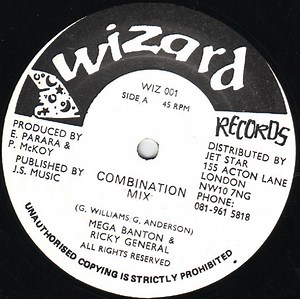 wizard
RECORDS
WIZ 001
SIDE A 45 RPM
PRODUCED BY
E. PARARA &
P. McKOY
PUBLISHED BY
J.S. MUSIC
DISTRIBUTED BY
JET STAR
155 ACTON LANE
LONDON
NW10 7NG
PHONE:
081-961 5818
COMBINATION
MIX
(G. WILLIAMS G. ANDERSON)
MEGA BANTON &
RICKY GENERAL
ALL RIGHTS RESERVED
UNAUTHORISED COPYING IS STRICTLY PROHIBITED